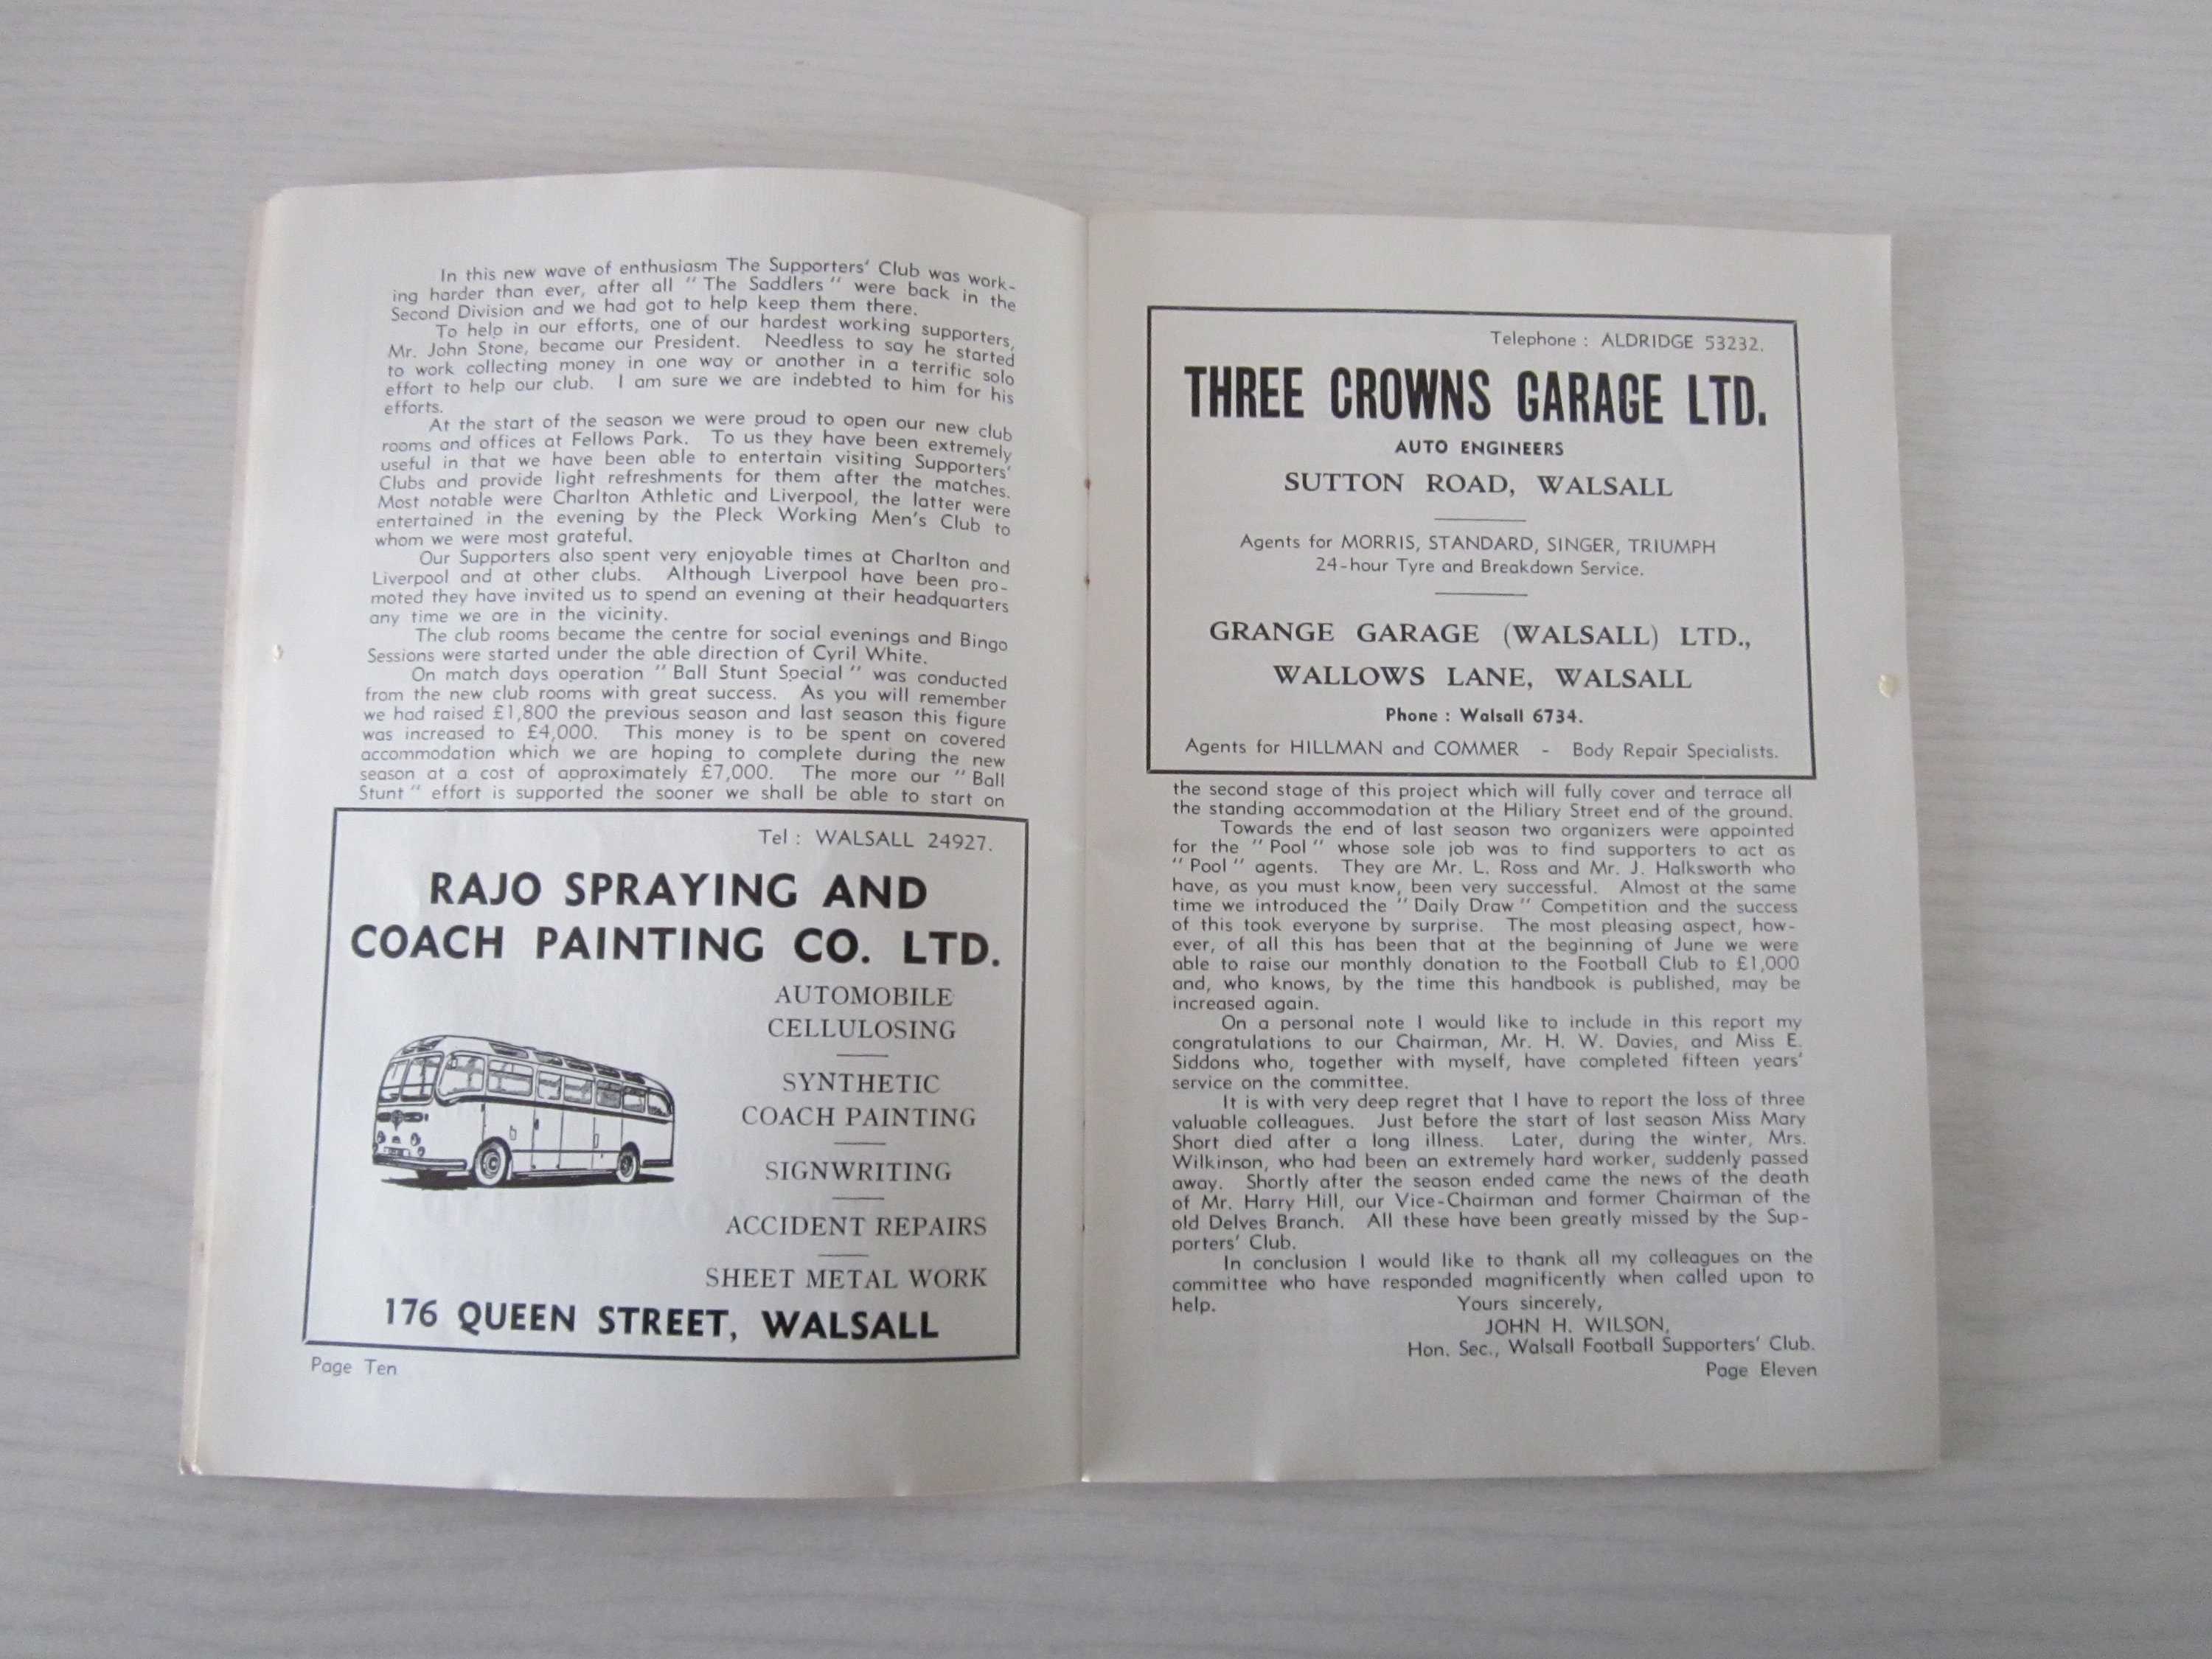 In this new wave of enthusiasm The Supporters' Club was work-
ing harder than ever, after all "The Saddlers" were back in the
Second Division and we had got to help keep them there.
To help in our efforts, one of our hardest working supporters,
Mr. John Stone, became our President. Needless to say he started
to work collecting money in one way or another in a terrific solo
effort to help our club. I am sure we are indebted to him for his
efforts.
At the start of the season we were proud to open our new club
rooms and offices at Fellows Park. To us they have been extremely
useful in that we have been able to entertain visiting Supporters'
Clubs and provide light refreshments for them after the matches.
Most notable were Charlton Athletic and Liverpool, the latter were
entertained in the evening by the Pleck Working Men's Club to
whom we were most grateful.
Our Supporters also spent very enjoyable times at Charlton and
Liverpool and at other clubs. Although Liverpool have been pro-
moted they have invited us to spend an evening at their headquarters
any time we are in the vicinity.
The club rooms became the centre for social evenings and Bingo
Sessions were started under the able direction of Cyril White.
On match days operation "Ball Stunt Special" was conducted
from the new club rooms with great success. As you will remember
we had raised £1,800 the previous season and last season this figure
was increased to £4,000. This money is to be spent on covered
accommodation which we are hoping to complete during the new
season at a cost of approximately £7,000. The more our "Ball
Stunt" effort is supported the sooner we shall be able to start on
Tel : WALSALL 24927.
RAJO SPRAYING AND
COACH PAINTING CO. LTD.
AUTOMOBILE
CELLULOSING
SYNTHETIC
COACH PAINTING
SIGNWRITING
ACCIDENT REPAIRS
SHEET METAL WORK
176 QUEEN STREET, WALSALL
Page Ten
Telephone : ALDRIDGE 53232.
THREE CROWNS GARAGE LTD.
AUTO ENGINEERS
SUTTON ROAD, WALSALL
Agents for MORRIS, STANDARD, SINGER, TRIUMPH
24-hour Tyre and Breakdown Service.
GRANGE GARAGE (WALSALL) LTD.,
WALLOWS LANE, WALSALL
Phone : Walsall 6734.
Agents for HILLMAN and COMMER - Body Repair Specialists.
the second stage of this project which will fully cover and terrace all
the standing accommodation at the Hiliary Street end of the ground.
Towards the end of last season two organizers were appointed
for the "Pool" whose sole job was to find supporters to act as
"Pool" agents. They are Mr. L. Ross and Mr. J. Halksworth who
have, as you must know, been very successful. Almost at the same
time we introduced the "Daily Draw" Competition and the success
of this took everyone by surprise. The most pleasing aspect, how-
ever, of all this has been that at the beginning of June we were
able to raise our monthly donation to the Football Club to £1,000
and, who knows, by the time this handbook is published, may be
increased again.
On a personal note I would like to include in this report my
congratulations to our Chairman, Mr. H. W. Davies, and Miss E.
Siddons who, together with myself, have completed fifteen years'
service on the committee.
It is with very deep regret that I have to report the loss of three
valuable colleagues. Just before the start of last season Miss Mary
Short died after a long illness. Later, during the winter, Mrs.
Wilkinson, who had been an extremely hard worker, suddenly passed
away. Shortly after the season ended came the news of the death
of Mr. Harry Hill, our Vice-Chairman and former Chairman of the
old Delves Branch. All these have been greatly missed by the Sup-
porters' Club.
In conclusion I would like to thank all my colleagues on the
committee who have responded magnificently when called upon to
help.
Yours sincerely,
JOHN H. WILSON,
Hon. Sec., Walsall Football Supporters' Club.
Page Eleven